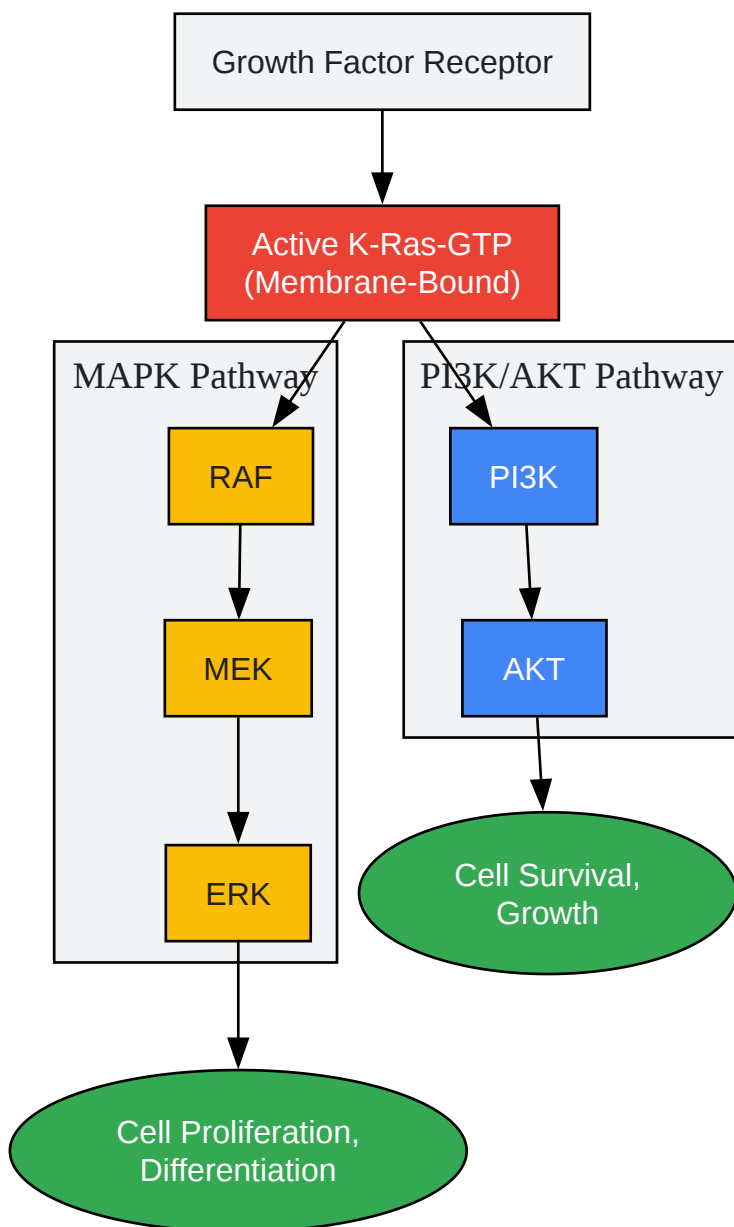 Growth Factor Receptor
Active K-Ras-GTP
(Membrane-Bound)
MAPK Pathway
PI3K/AKT Pathway
RAF
PI3K
MEK
AKT
ERK
Cell Survival,
Growth
Cell Proliferation,
Differentiation